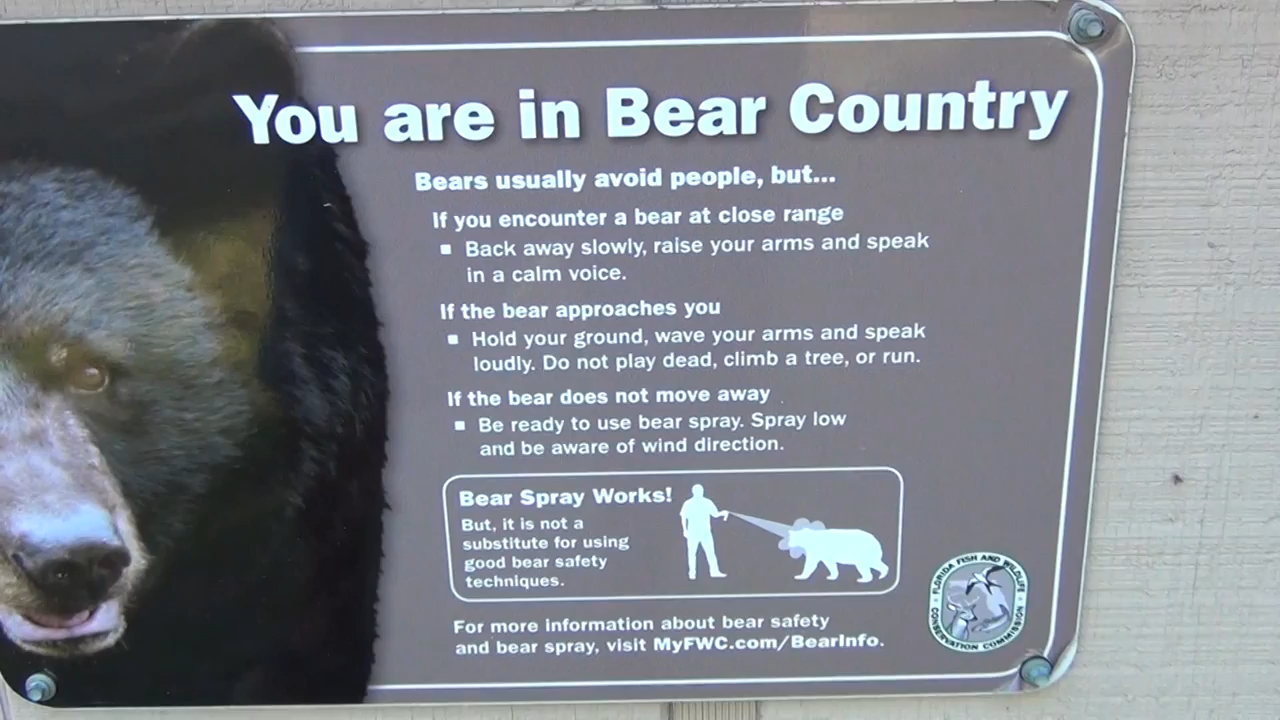 You are in Bear Country
Bears usually avoid people, but...
If you encounter a bear at close range
▪ Back away slowly, raise your arms and speak
in a calm voice.
If the bear approaches you
▪ Hold your ground, wave your arms and speak
loudly. Do not play dead, climb a tree, or run.
If the bear does not move away
▪ Be ready to use bear spray. Spray low
and be aware of wind direction.
Bear Spray Works!
But, it is not a
substitute for using
good bear safety
techniques.
For more information about bear safety
and bear spray, visit MyFWC.com/BearInfo.
FLORIDA FISH AND WILDLIFE
CONSERVATION COMMISSION